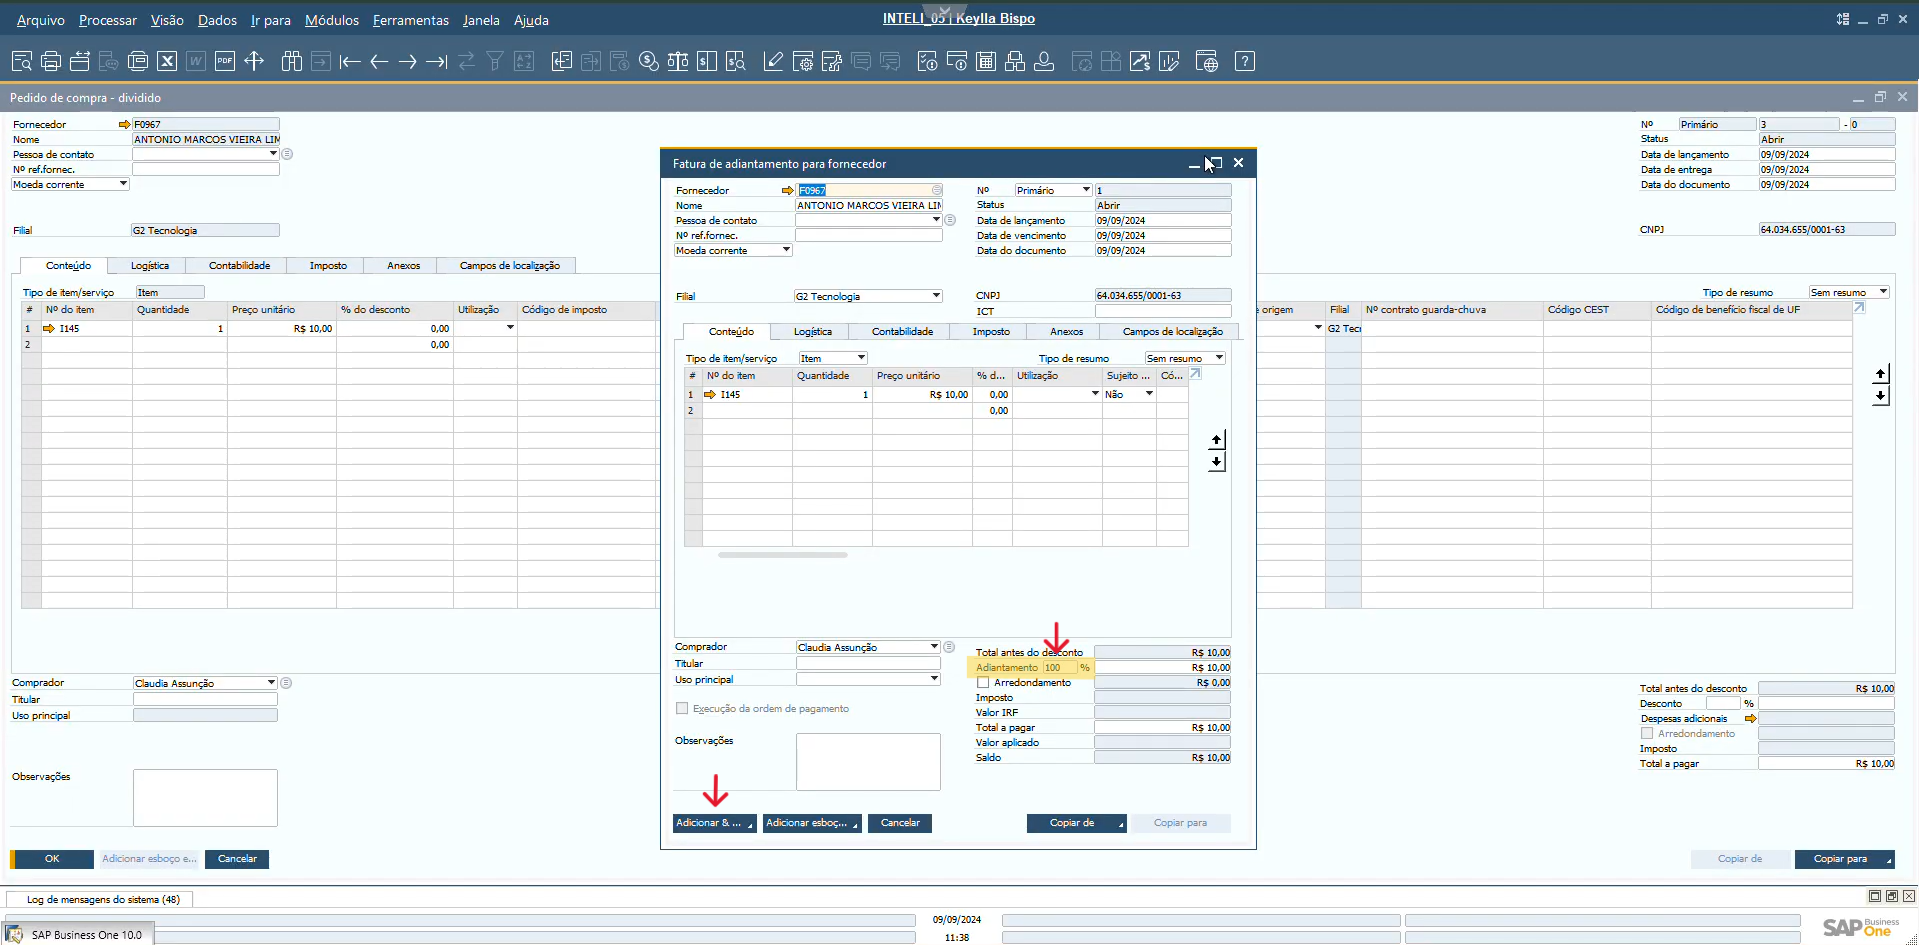 Arquivo Processar Visão Dados Ir para Módulos Ferramentas Janela Ajuda
INTELI_05 | Keylla Bispo
Pedido de compra - dividido
Fornecedor F0967
Nome ANTONIO MARCOS VIEIRA LIM
Pessoa de contato
Nº ref.fornec.
Moeda corrente
Filial G2 Tecnologia
Nº Primário 3 - 0
Status Abrir
Data de lançamento 09/09/2024
Data de entrega 09/09/2024
Data do documento 09/09/2024
CNPJ 64.034.655/0001-63
Conteúdo Logística Contabilidade Imposto Anexos Campos de localização
Tipo de item/serviço Item
Tipo de resumo Sem resumo
# Nº do item Quantidade Preço unitário % do desconto Utilização Código de imposto
e origem Filial Nº contrato guarda-chuva Código CEST Código de benefício fiscal de UF
1 I145 1 R$ 10,00 0,00 G2 Tecr
2 0,00
Comprador Claudia Assunção
Titular
Uso principal
Observações
Total antes do desconto R$ 10,00
Desconto %
Despesas adicionais
Arredondamento
Imposto
Total a pagar R$ 10,00
OK Adicionar esboço e... Cancelar
Copiar de Copiar para
Fatura de adiantamento para fornecedor
Fornecedor F0967
Nome ANTONIO MARCOS VIEIRA LIM
Pessoa de contato
Nº ref.fornec.
Moeda corrente
Filial G2 Tecnologia
Nº Primário 1
Status Abrir
Data de lançamento 09/09/2024
Data de vencimento 09/09/2024
Data do documento 09/09/2024
CNPJ 64.034.655/0001-63
ICT
Conteúdo Logística Contabilidade Imposto Anexos Campos de localização
Tipo de item/serviço Item
Tipo de resumo Sem resumo
# Nº do item Quantidade Preço unitário % d... Utilização Sujeito ... Có...
1 I145 1 R$ 10,00 0,00 Não
2 0,00
Comprador Claudia Assunção
Titular
Uso principal
Execução da ordem de pagamento
Observações
Total antes do desconto R$ 10,00
Adiantamento 100 % R$ 10,00
Arredondamento R$ 0,00
Imposto
Valor IRF
Total a pagar R$ 10,00
Valor aplicado
Saldo R$ 10,00
Adicionar & ... Adicionar esboç... Cancelar
Copiar de Copiar para
Log de mensagens do sistema (48)
09/09/2024
11:38
SAP Business One 10.0
SAP Business One